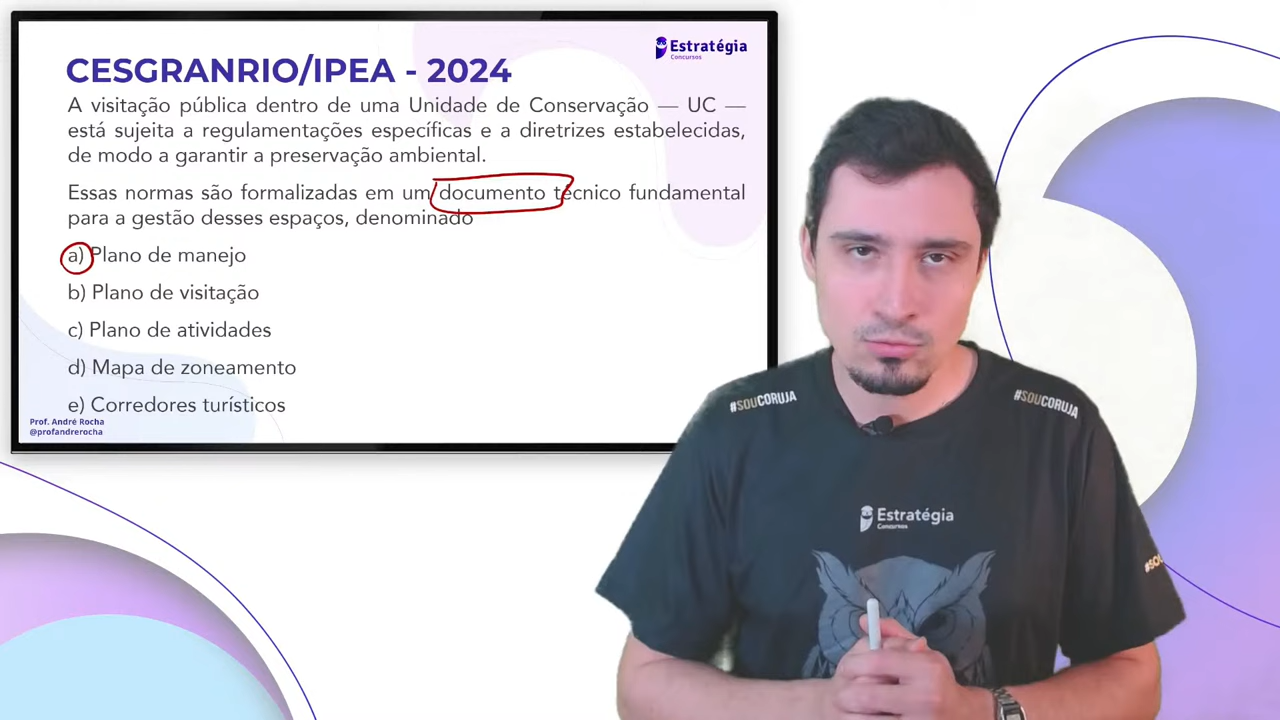 Estratégia
Concursos
CESGRANRIO/IPEA - 2024
A visitação pública dentro de uma Unidade de Conservação — UC —
está sujeita a regulamentações específicas e a diretrizes estabelecidas,
de modo a garantir a preservação ambiental.
Essas normas são formalizadas em um documento técnico fundamental
para a gestão desses espaços, denominado
a) Plano de manejo
b) Plano de visitação
c) Plano de atividades
d) Mapa de zoneamento
e) Corredores turísticos
Prof. André Rocha
@profandrerocha
#SOUCORUJA
#SOUCORUJA
Estratégia
Concursos
#SOU